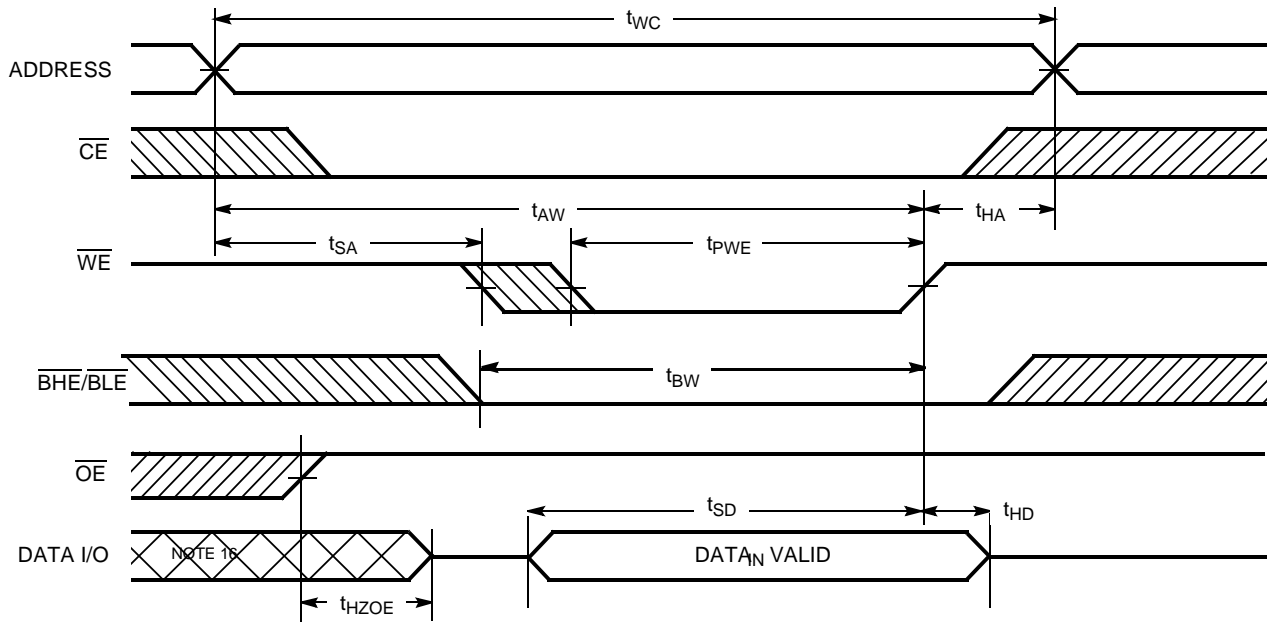 tWC
ADDRESS
CE
tAW
tHA
tSA
tPWE
WE
tBW
BHE/BLE
OE
tSD
tHD
DATA I/O
NOTE 16
DATAIN VALID
tHZOE